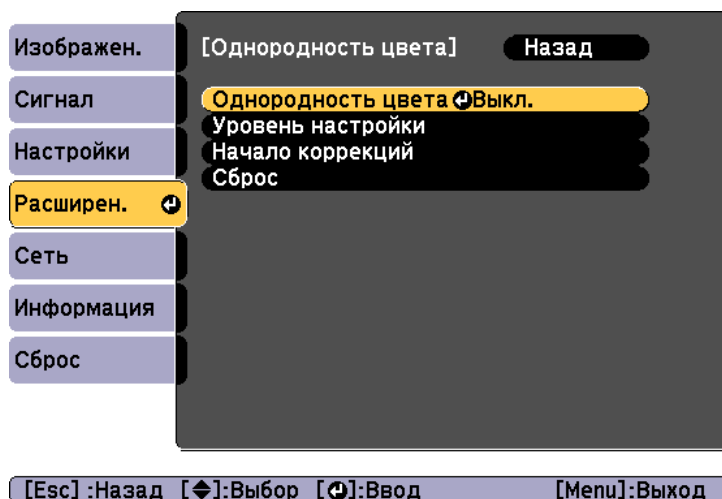 Изображен.
Сигнал
Настройки
Расширен.
Сеть
Информация
Сброс
[Однородность цвета] Назад
Однородность цвета Выкл.
Уровень настройки
Начало коррекций
Сброс
[Esc] :Назад [ ]:Выбор [ ]:Ввод [Menu]:Выход